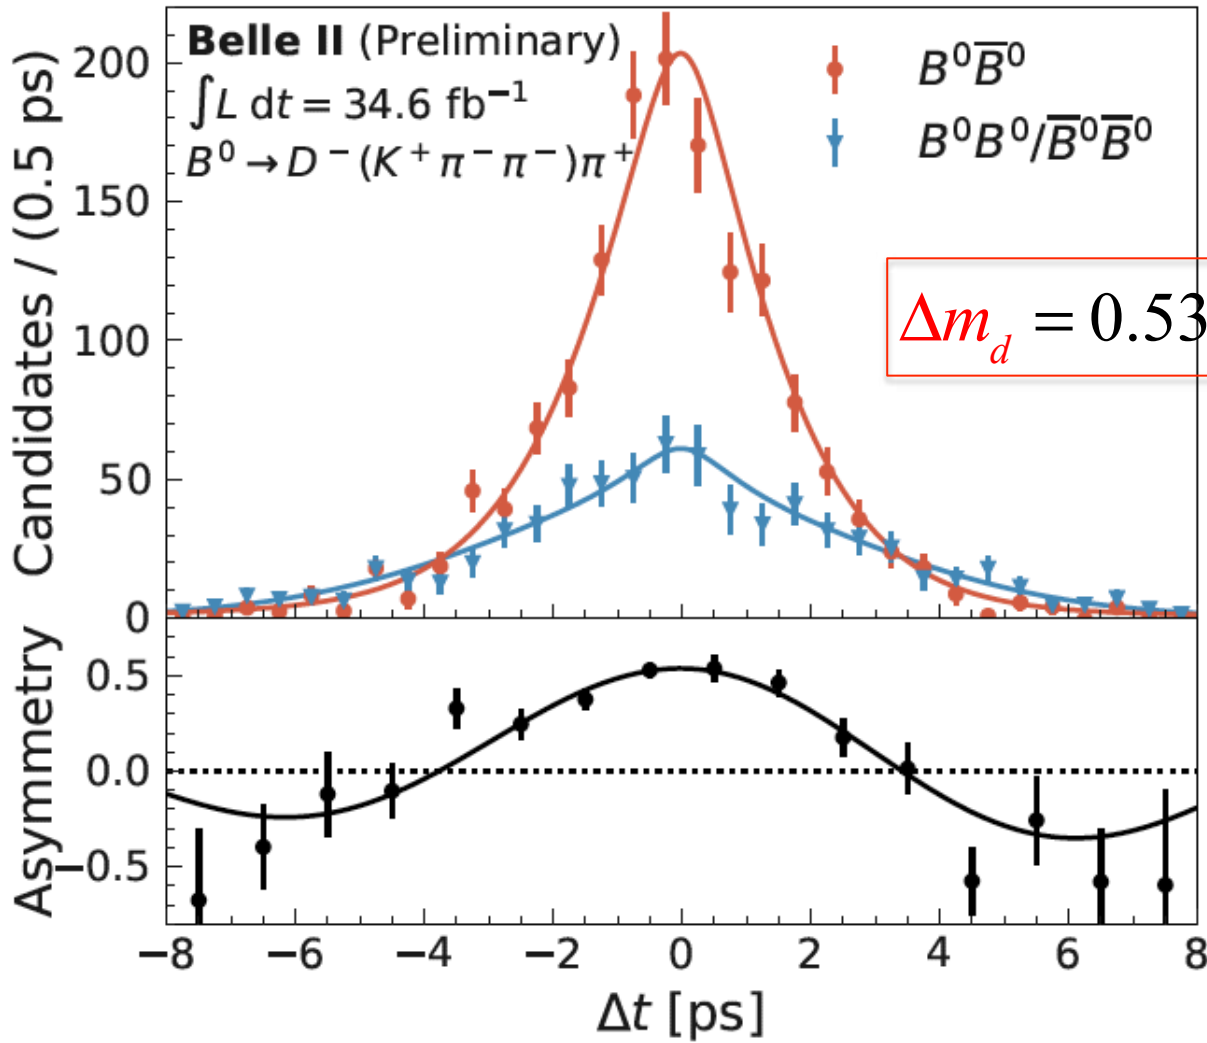 Belle II (Preliminary)
∫L dt = 34.6 fb⁻¹
B⁰ → D⁻(K⁺π⁻π⁻)π⁺
B⁰B̅⁰
B⁰B⁰/B̅⁰B̅⁰
Δm_d = 0.53
Candidates / (0.5 ps)
200
150
100
50
0
Asymmetry
0.5
0.0
−0.5
−8 −6 −4 −2 0 2 4 6 8
Δt [ps]